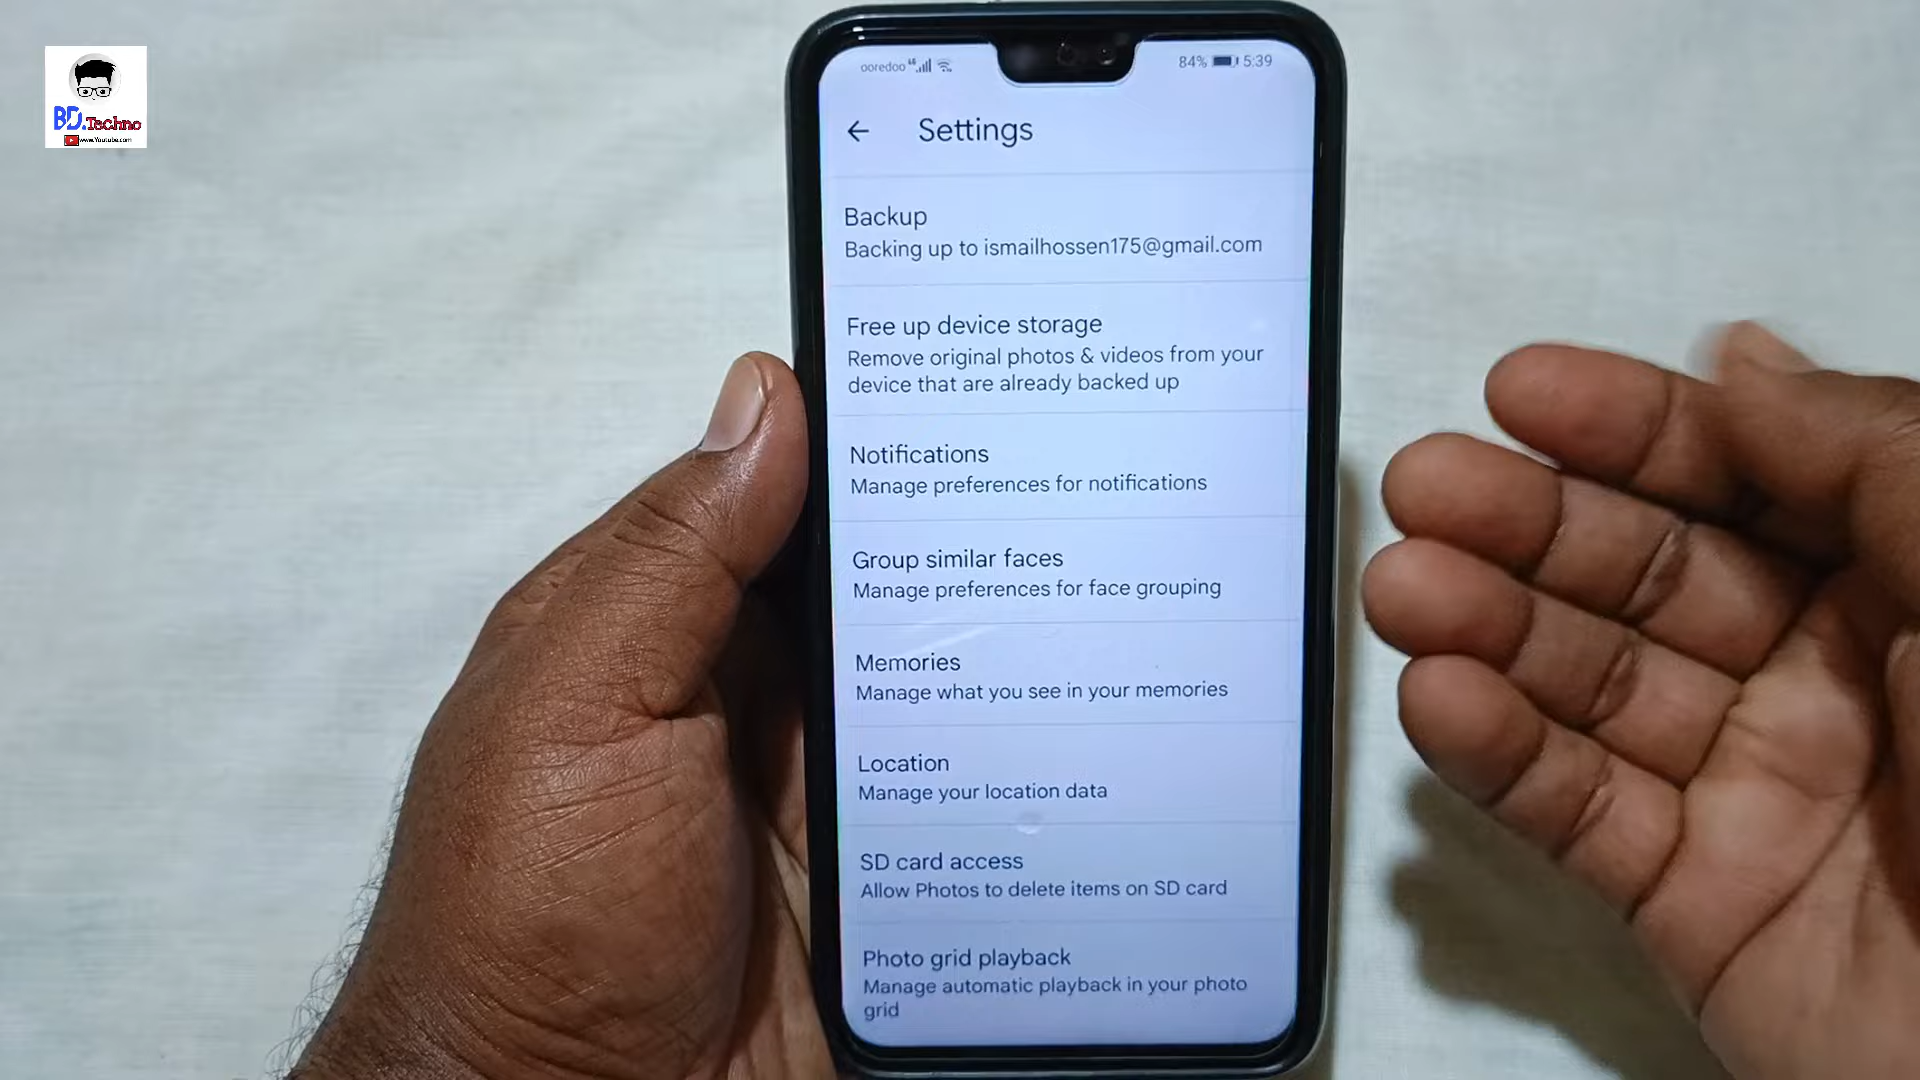 BD.Techno
www.Youtube.com
ooredoo
84% 5:39
Settings
Backup
Backing up to ismailhossen175@gmail.com
Free up device storage
Remove original photos & videos from your
device that are already backed up
Notifications
Manage preferences for notifications
Group similar faces
Manage preferences for face grouping
Memories
Manage what you see in your memories
Location
Manage your location data
SD card access
Allow Photos to delete items on SD card
Photo grid playback
Manage automatic playback in your photo
grid